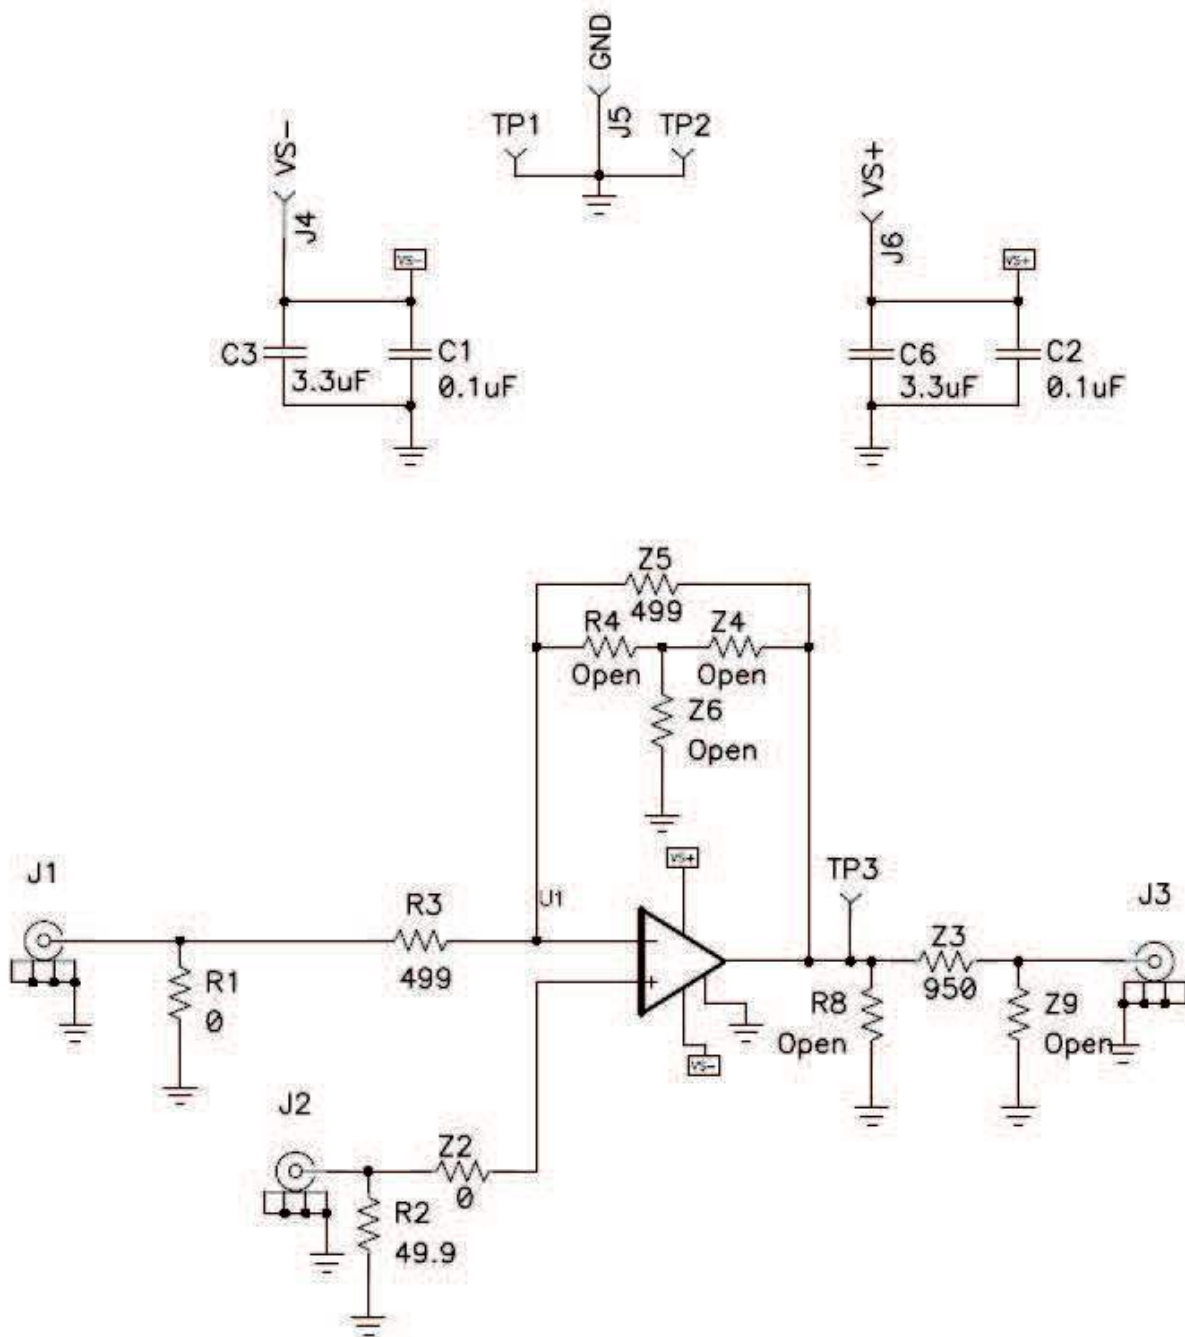 GND
J5
TP1
TP2
VS-
J4
VS-
C3
3.3uF
C1
0.1uF
VS+
J6
VS+
C6
3.3uF
C2
0.1uF
Z5
499
R4
Open
Z4
Open
Z6
Open
J1
R1
0
R3
499
U1
VS+
-
+
VS-
TP3
R8
Open
Z3
950
Z9
Open
J3
J2
Z2
0
R2
49.9